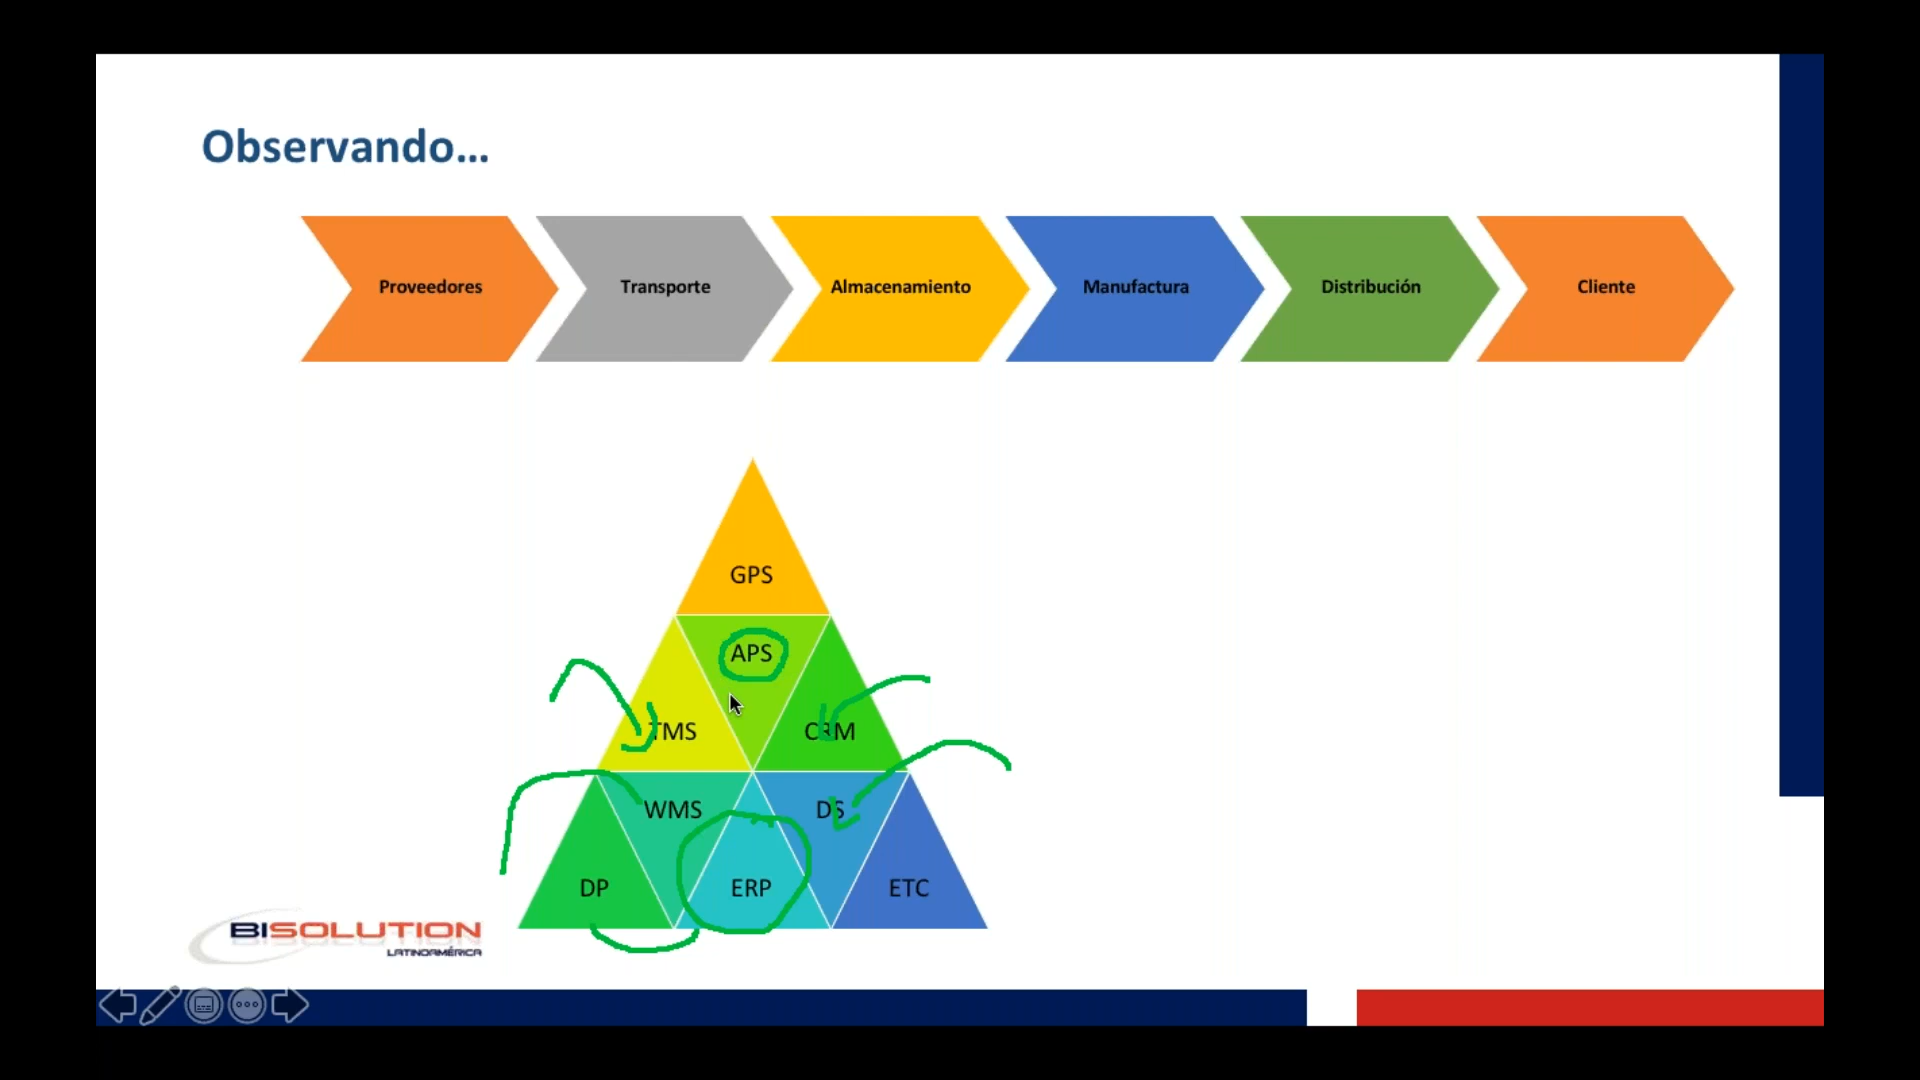 Observando...
Proveedores
Transporte
Almacenamiento
Manufactura
Distribución
Cliente
GPS
APS
TMS
CRM
WMS
DS
DP
ERP
ETC
BISOLUTION
LATINOAMÉRICA